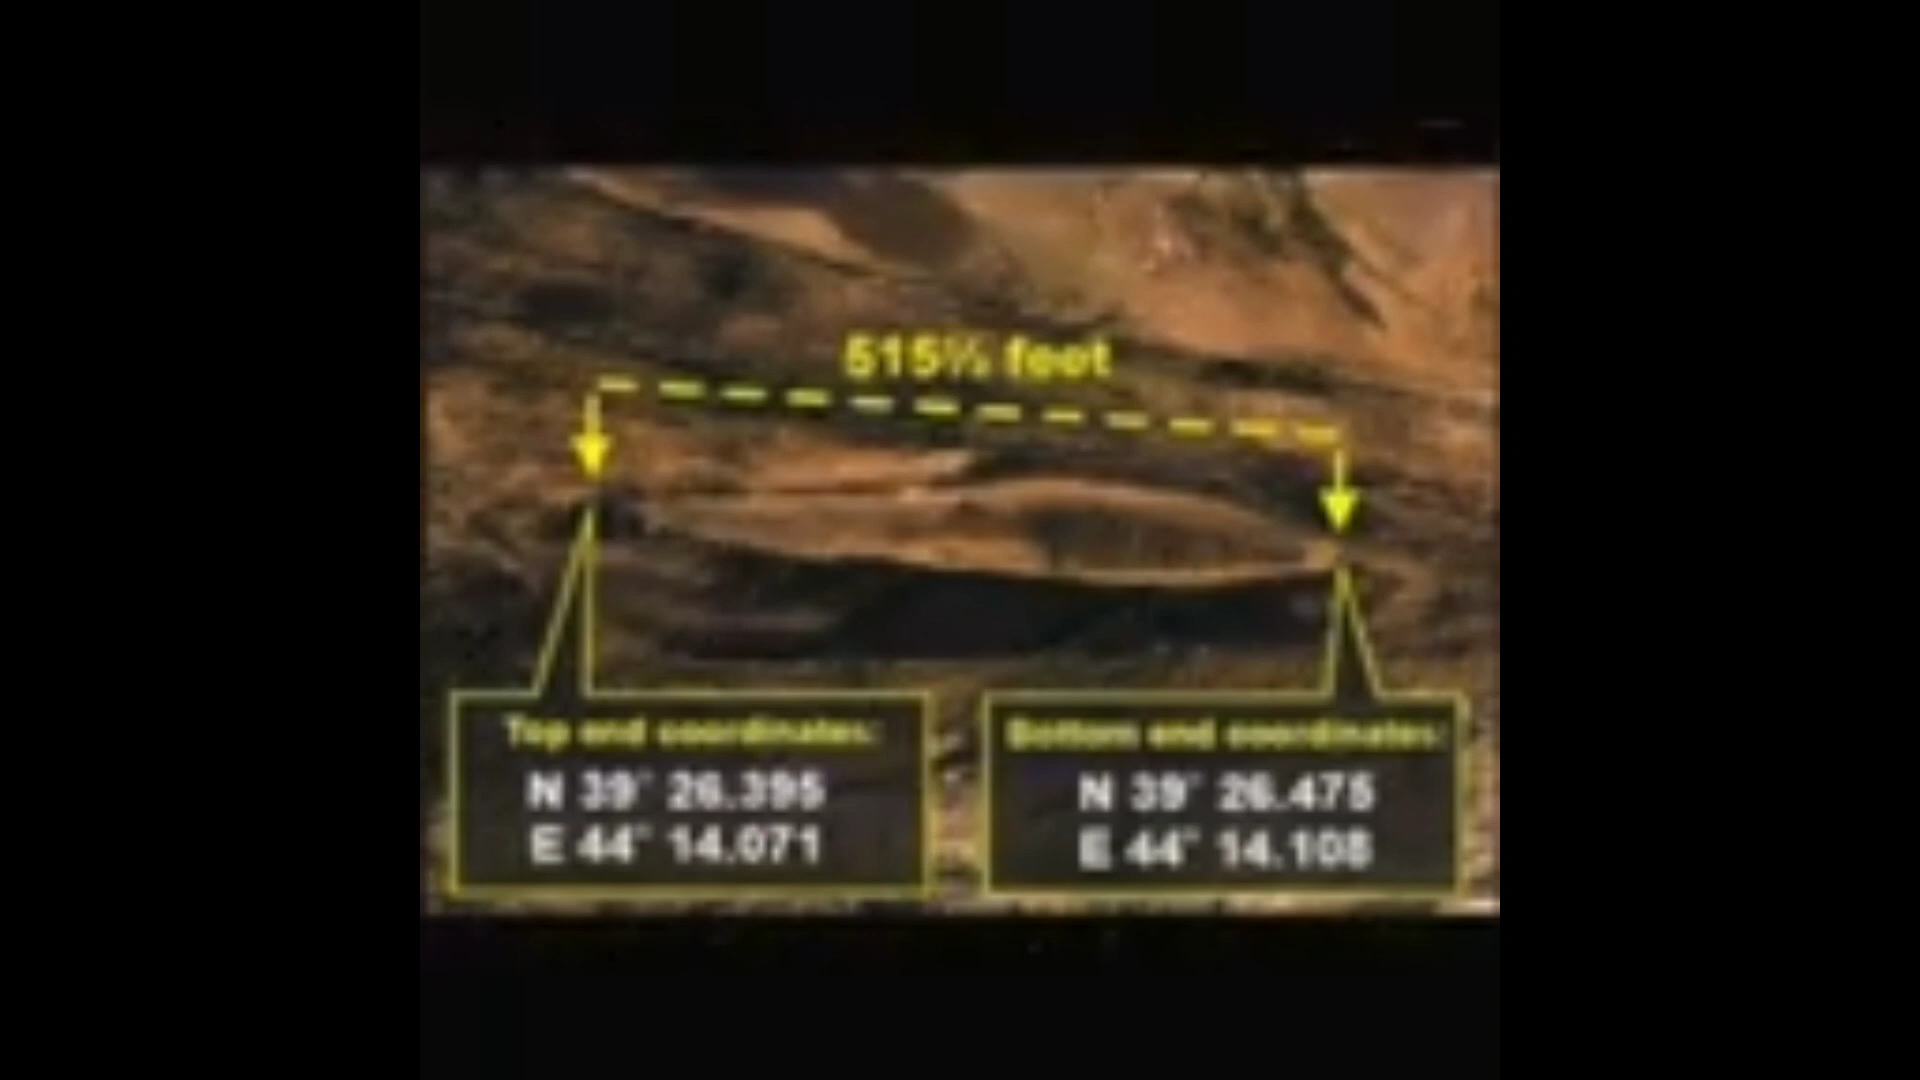 515½ feet
Top end coordinates:
N 39° 26.395
E 44° 14.071
Bottom end coordinates:
N 39° 26.475
E 44° 14.108